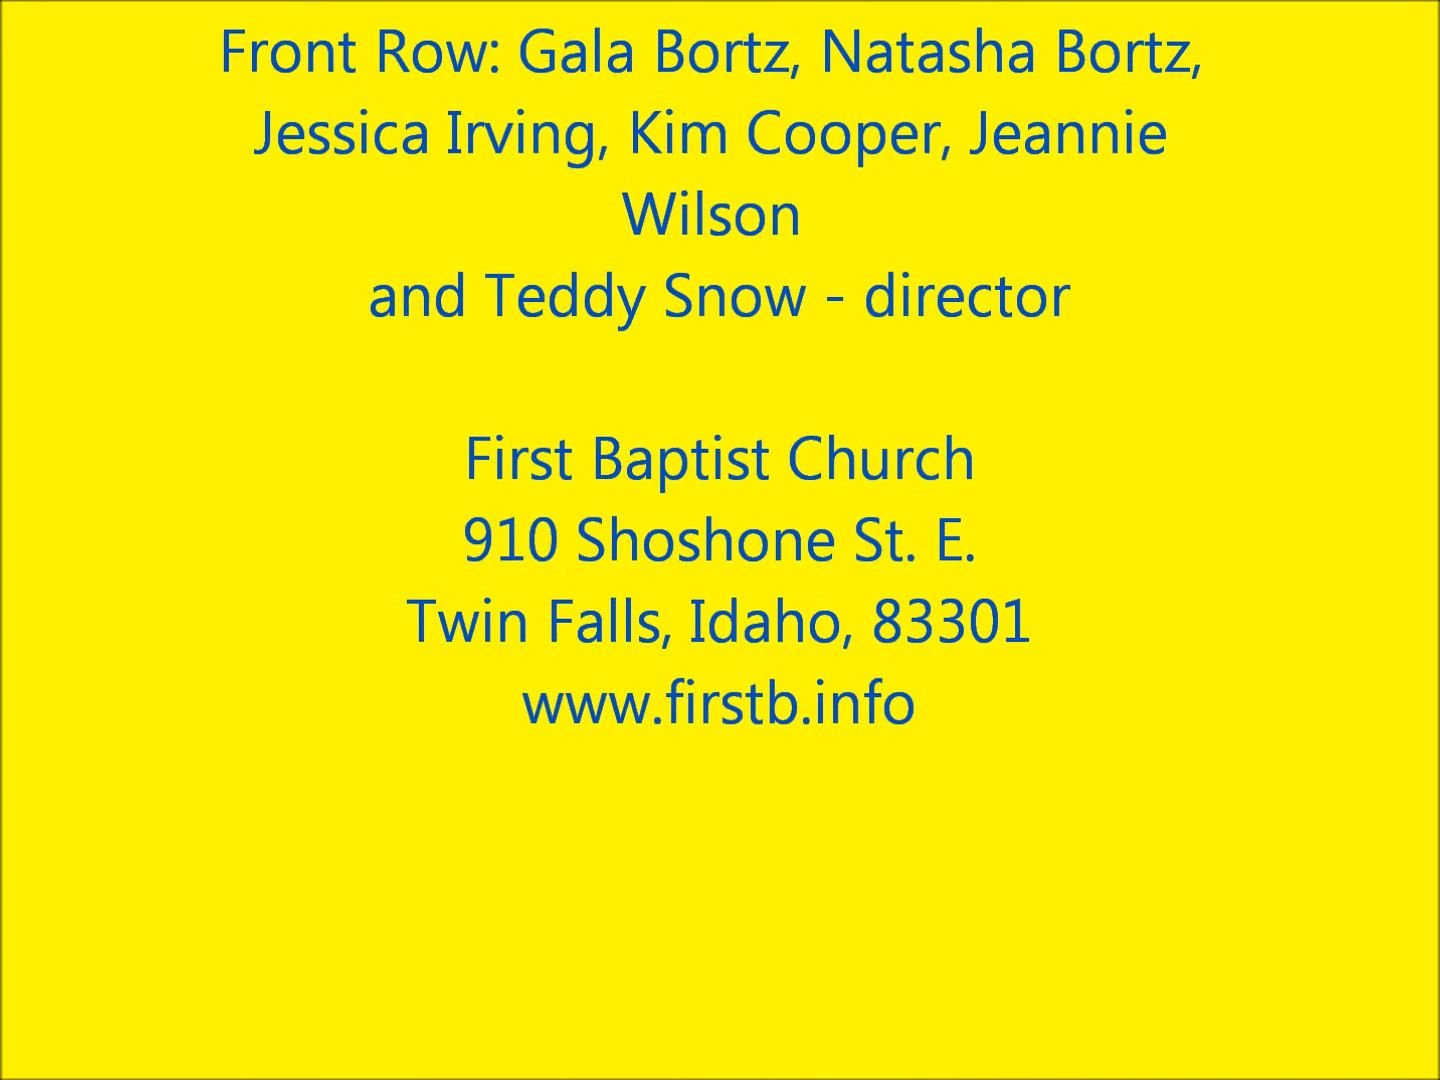 Front Row: Gala Bortz, Natasha Bortz,
Jessica Irving, Kim Cooper, Jeannie
Wilson
and Teddy Snow - director
First Baptist Church
910 Shoshone St. E.
Twin Falls, Idaho, 83301
www.firstb.info